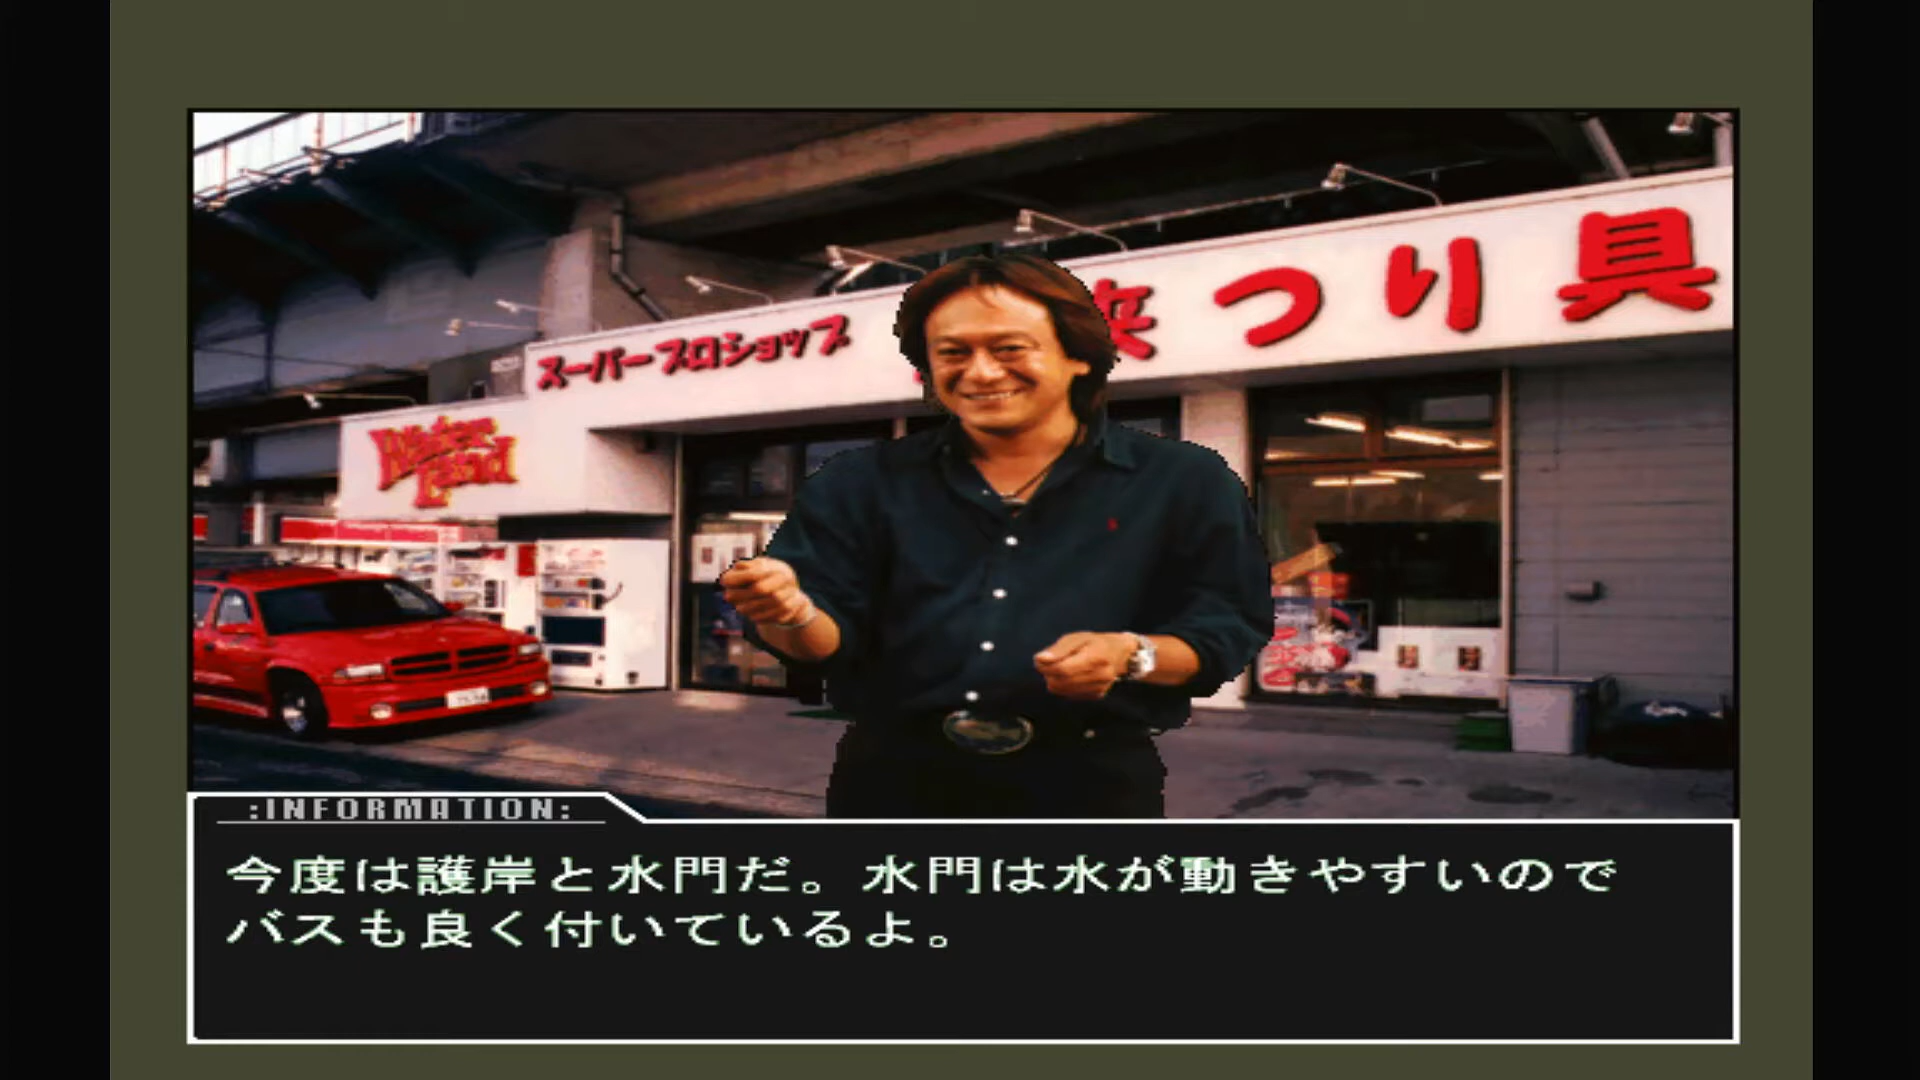 スーパープロショップ
つり具
:INFORMATION:
今度は護岸と水門だ。水門は水が動きやすいので
バスも良く付いているよ。